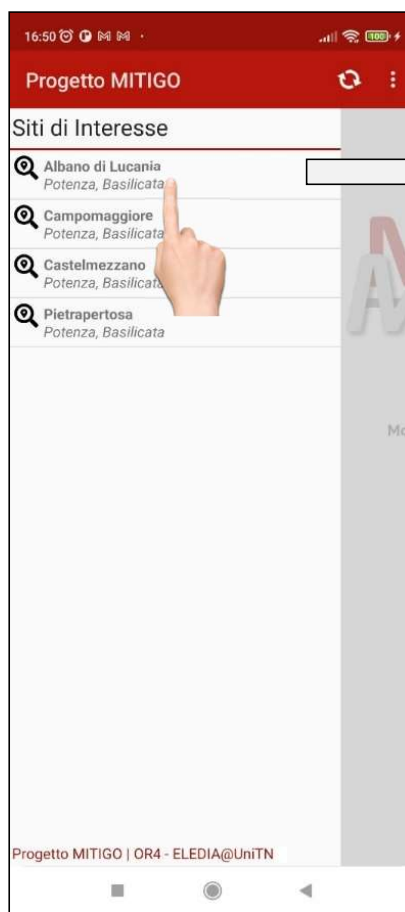 16:50
100
Progetto MITIGO
Siti di Interesse
Albano di Lucania
Potenza, Basilicata
Campomaggiore
Potenza, Basilicata
Castelmezzano
Potenza, Basilicata
Pietrapertosa
Potenza, Basilicata
Progetto MITIGO | OR4 - ELEDIA@UniTN